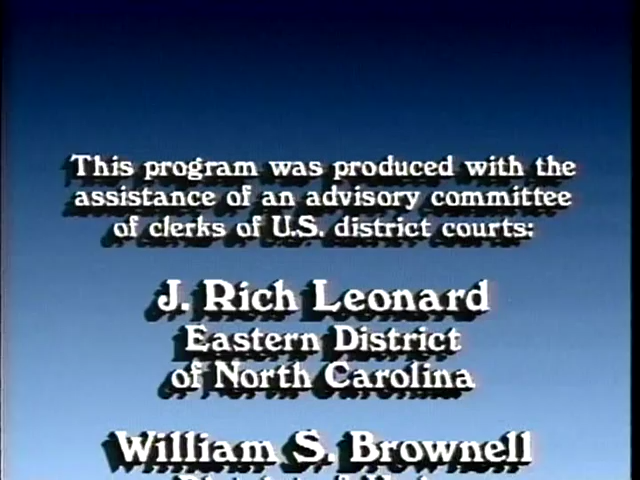 This program was produced with the
assistance of an advisory committee
of clerks of U.S. district courts:
J. Rich Leonard
Eastern District
of North Carolina
William S. Brownell